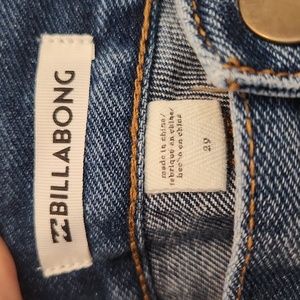 BILLABONG
made in china/
fabriqué en chine/
hecho en china
29